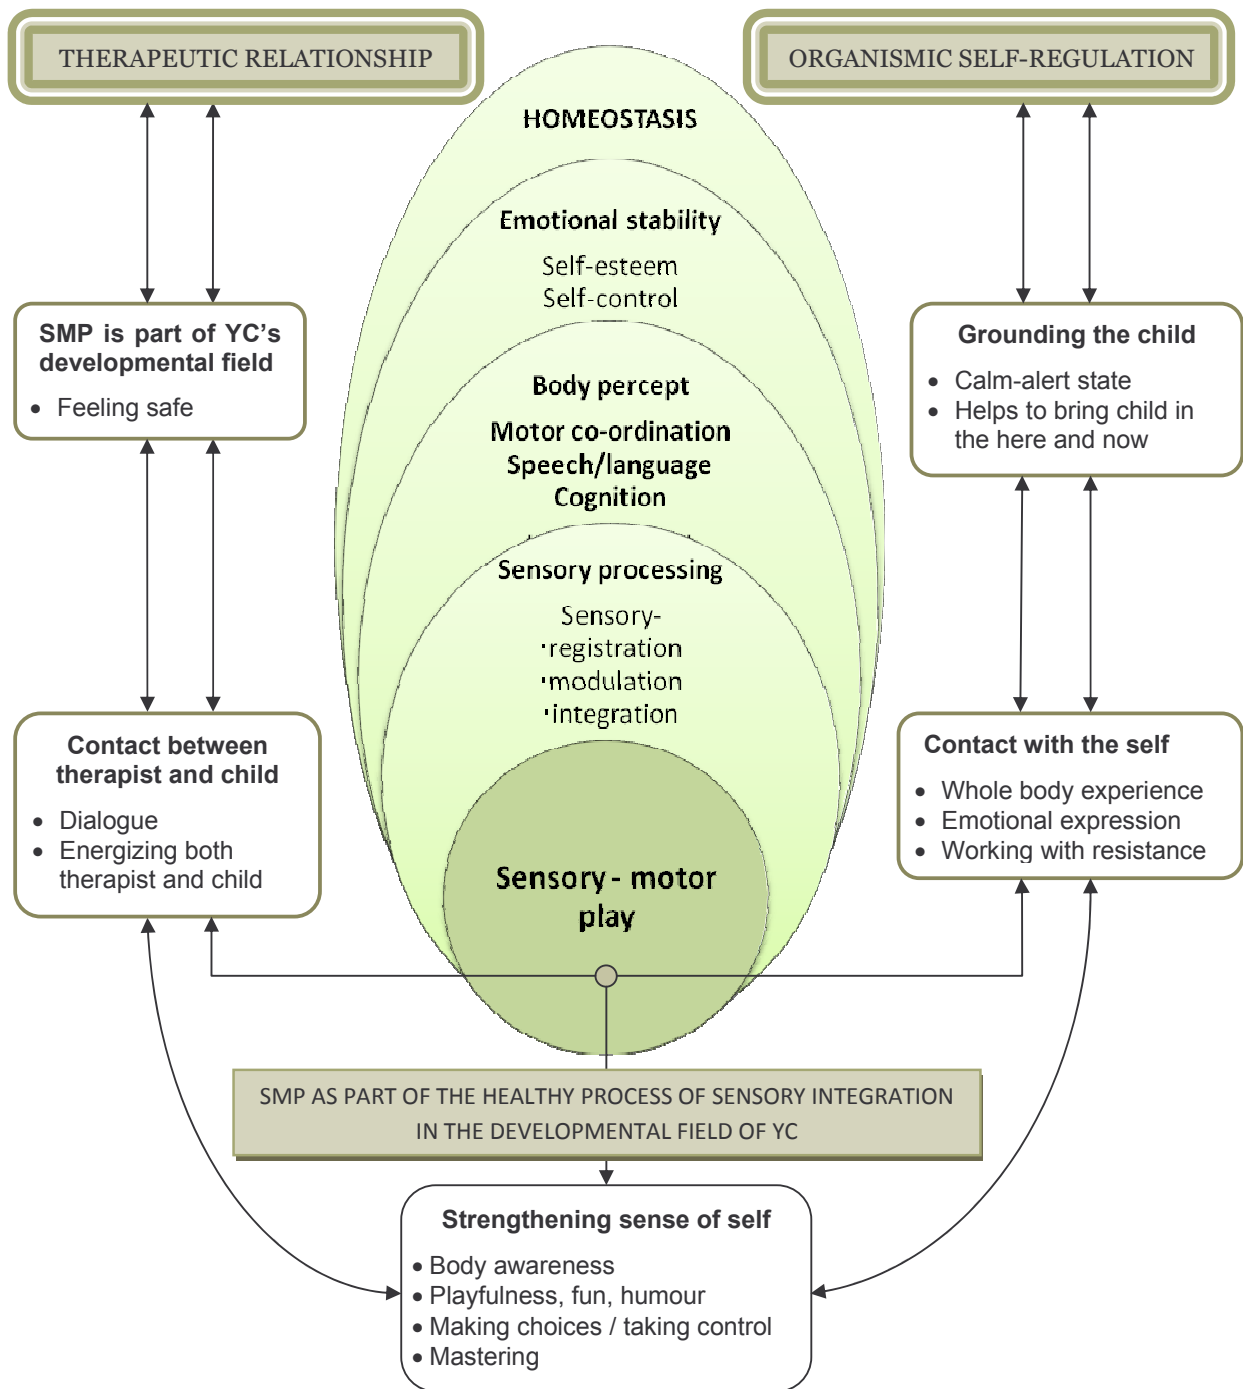 THERAPEUTIC RELATIONSHIP
ORGANISMIC SELF-REGULATION
HOMEOSTASIS
Emotional stability
Self-esteem
Self-control
SMP is part of YC’s
developmental field
• Feeling safe
Grounding the child
• Calm-alert state
• Helps to bring child in
the here and now
Body percept
Motor co-ordination
Speech/language
Cognition
Sensory processing
Sensory-
•registration
•modulation
•integration
Contact between
therapist and child
• Dialogue
• Energizing both
therapist and child
Contact with the self
• Whole body experience
• Emotional expression
• Working with resistance
Sensory - motor
play
SMP AS PART OF THE HEALTHY PROCESS OF SENSORY INTEGRATION
IN THE DEVELOPMENTAL FIELD OF YC
Strengthening sense of self
• Body awareness
• Playfulness, fun, humour
• Making choices / taking control
• Mastering